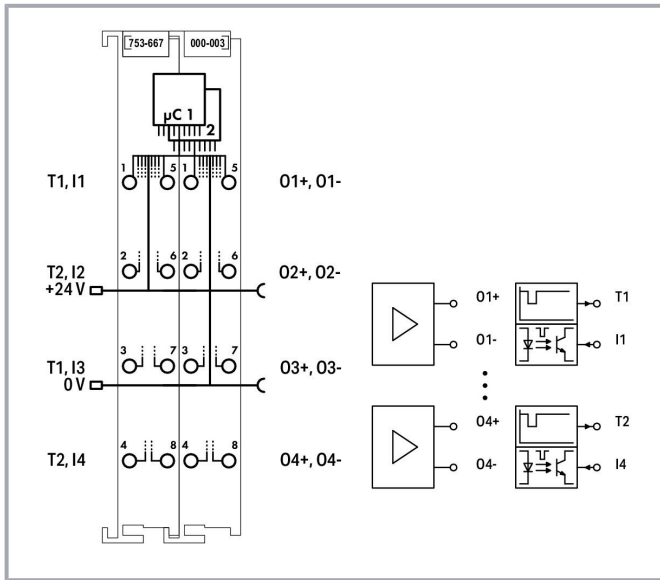 753-667 000-003
µC 1
2
1 5 1 5
T1, I1 O1+, O1-
2 6 2 6
T2, I2 O2+, O2-
+24 V
3 7 3 7
T1, I3 O3+, O3-
0 V
4 8 4 8
T2, I4 O4+, O4-
O1+ T1
O1- I1
O4+ T2
O4- I4